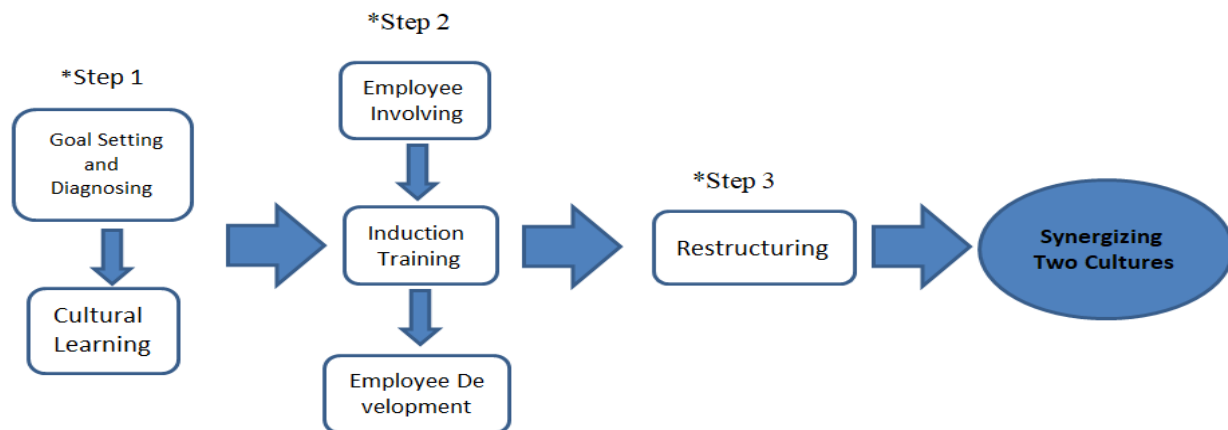 *Step 1
Goal Setting
and
Diagnosing
Cultural
Learning
*Step 2
Employee
Involving
Induction
Training
Employee De
velopment
*Step 3
Restructuring
Synergizing
Two Cultures